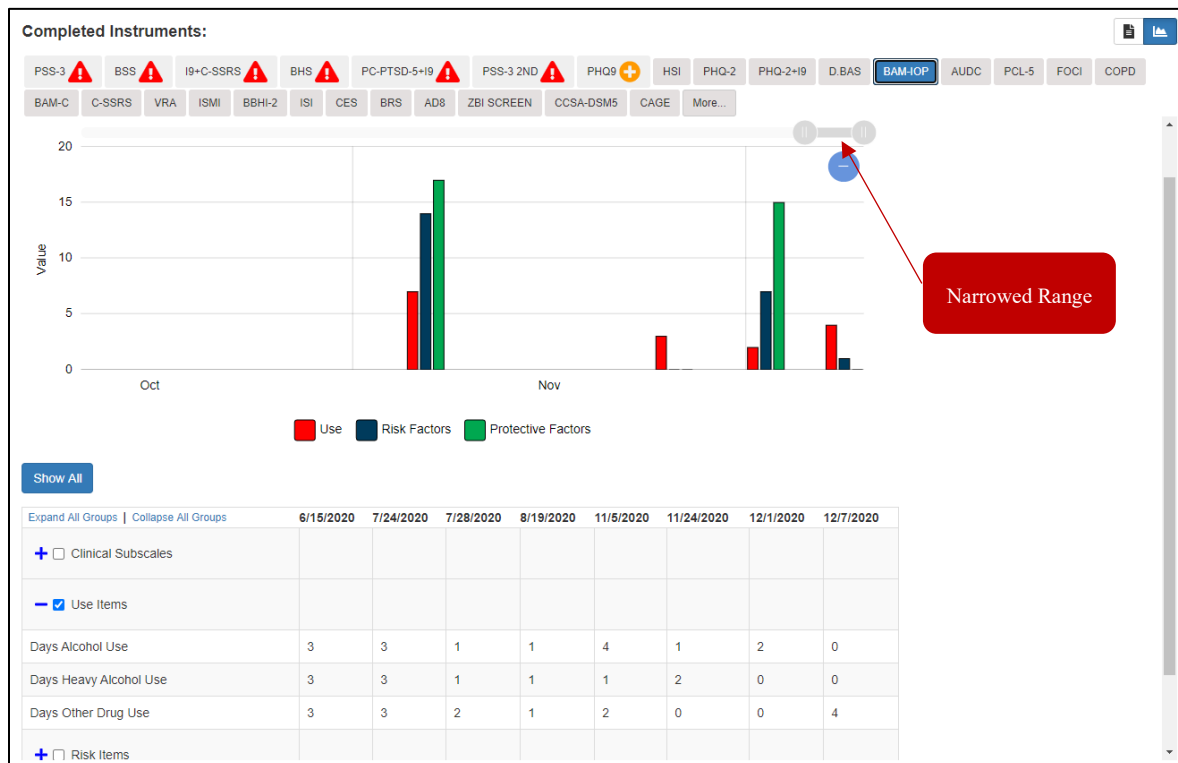 Completed Instruments:
PSS-3 BSS I9+C-SSRS BHS PC-PTSD-5+I9 PSS-3 2ND PHQ9 HSI PHQ-2 PHQ-2+I9 D.BAS BAM-IOP AUDC PCL-5 FOCI COPD
BAM-C C-SSRS VRA ISMI BBHI-2 ISI CES BRS AD8 ZBI SCREEN CCSA-DSM5 CAGE More...
20
15
10
5
0
Value
Oct Nov
Narrowed Range
Use Risk Factors Protective Factors
Show All
Expand All Groups | Collapse All Groups 6/15/2020 7/24/2020 7/28/2020 8/19/2020 11/5/2020 11/24/2020 12/1/2020 12/7/2020
Clinical Subscales
Use Items
Days Alcohol Use 3 3 1 1 4 1 2 0
Days Heavy Alcohol Use 3 3 1 1 1 2 0 0
Days Other Drug Use 3 3 2 1 2 0 0 4
Risk Items